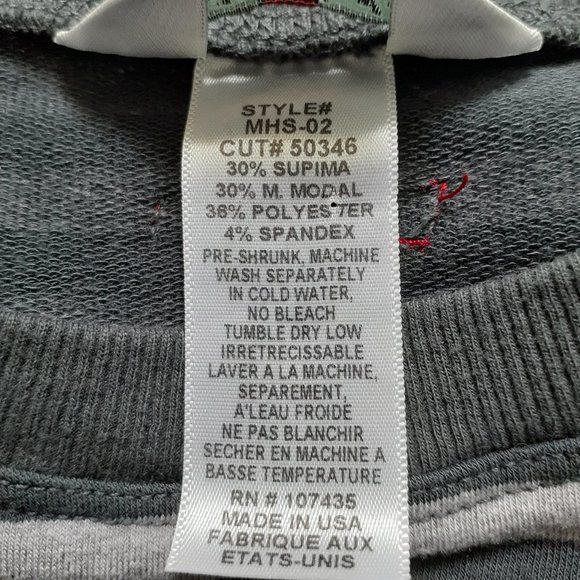 STYLE#
MHS-02
CUT# 50346
30% SUPIMA
30% M. MODAL
36% POLYESTER
4% SPANDEX
PRE-SHRUNK, MACHINE
WASH SEPARATELY
IN COLD WATER,
NO BLEACH
TUMBLE DRY LOW
IRRETRECISSABLE
LAVER A LA MACHINE,
SEPAREMENT,
A'LEAU FROIDE
NE PAS BLANCHIR
SECHER EN MACHINE A
BASSE TEMPERATURE
RN # 107435
MADE IN USA
FABRIQUE AUX
ETATS-UNIS